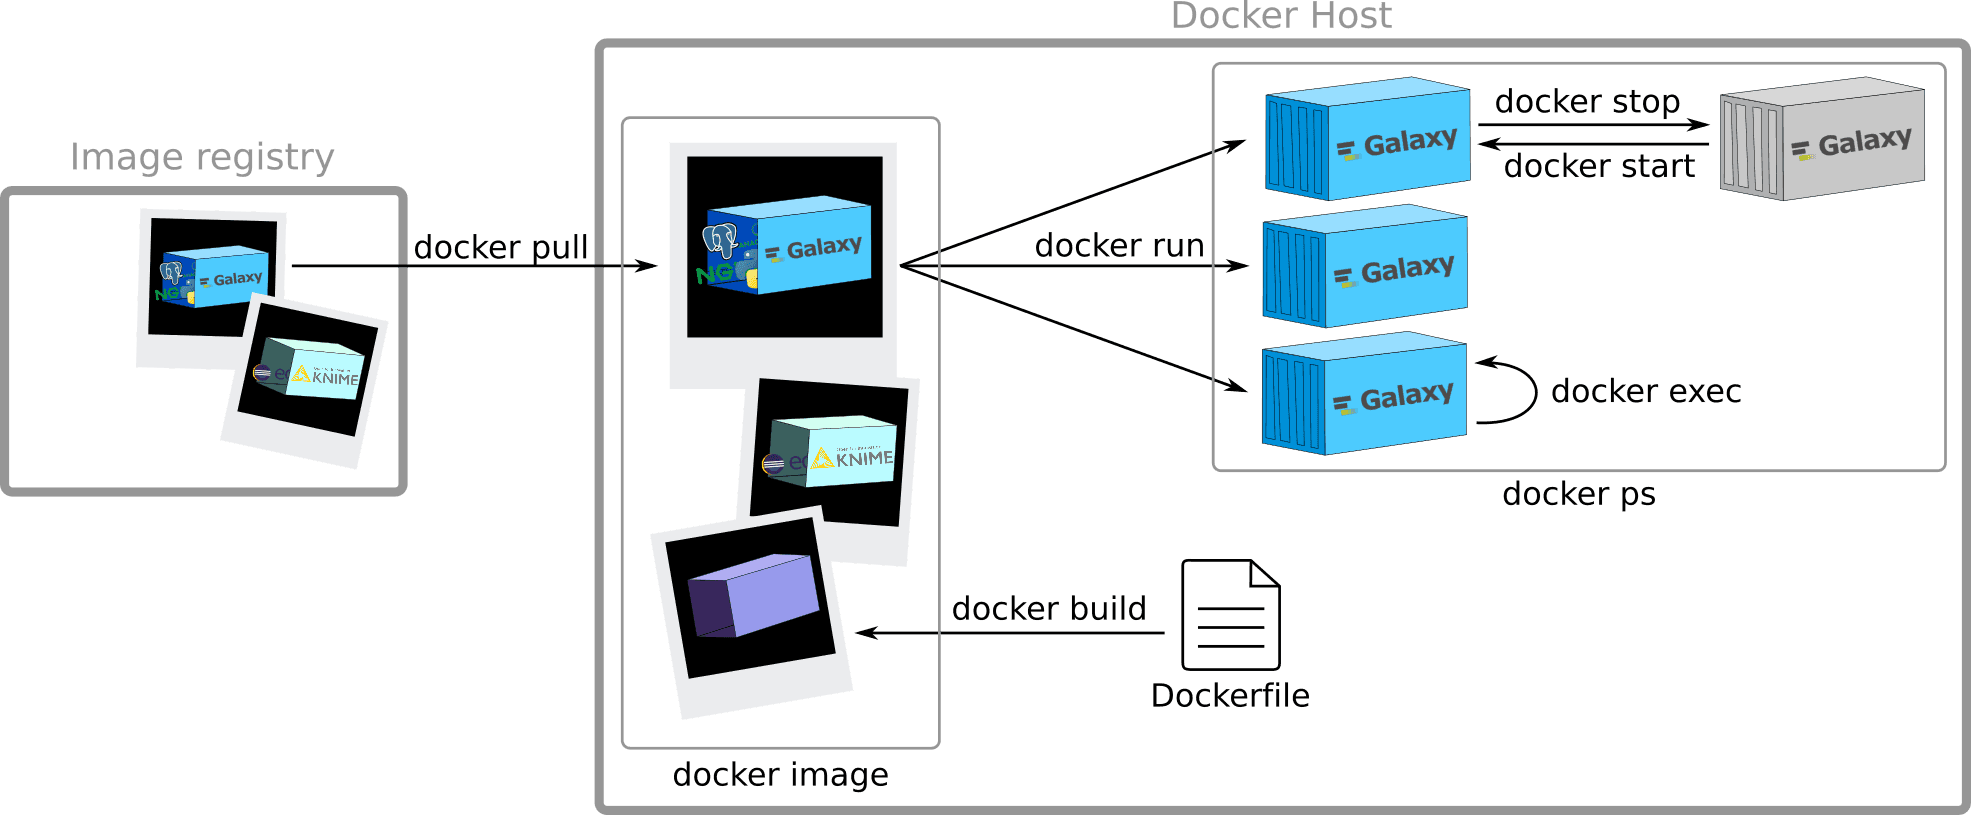 Docker Host
Image registry
Galaxy
KNIME
docker pull
Galaxy
NG
KNIME
docker image
docker run
Galaxy
docker stop
docker start
Galaxy
Galaxy
Galaxy
docker exec
docker ps
docker build
Dockerfile